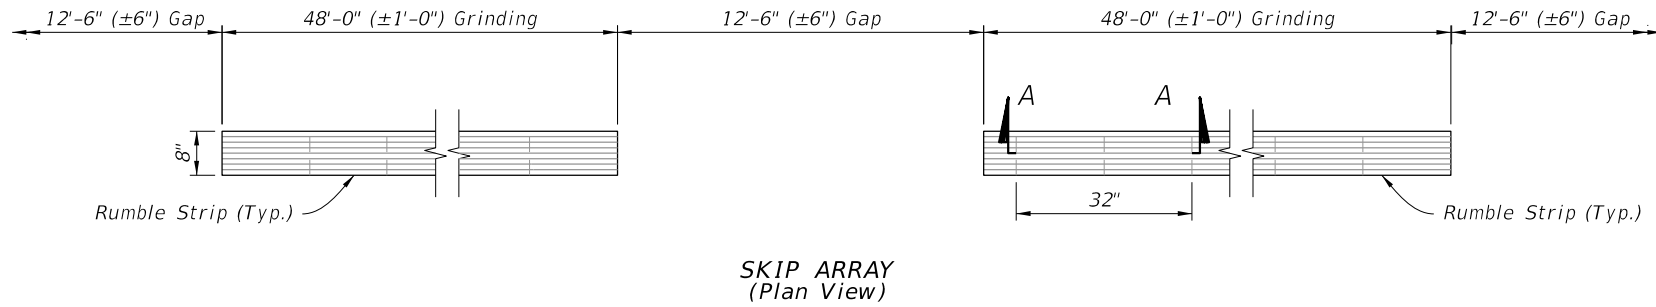 12'-6" (±6") Gap
48'-0" (±1'-0") Grinding
12'-6" (±6") Gap
48'-0" (±1'-0") Grinding
12'-6" (±6") Gap
A
A
8"
32"
Rumble Strip (Typ.)
Rumble Strip (Typ.)
SKIP ARRAY
(Plan View)